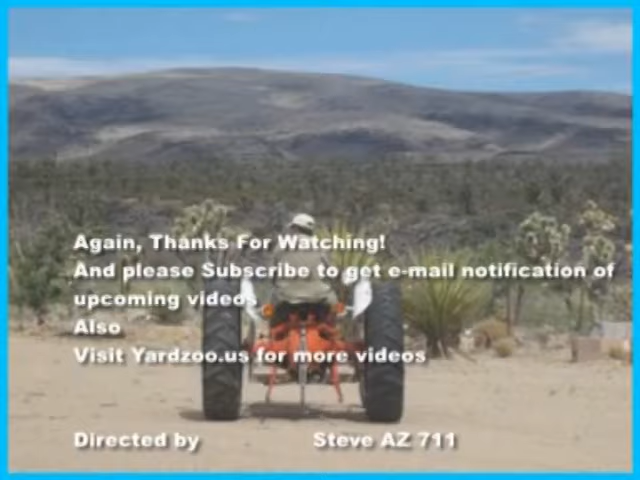 Again, Thanks For Watching!
And please Subscribe to get e-mail notification of
upcoming videos
Also
Visit Yardzoo.us for more videos
Directed by Steve AZ 711